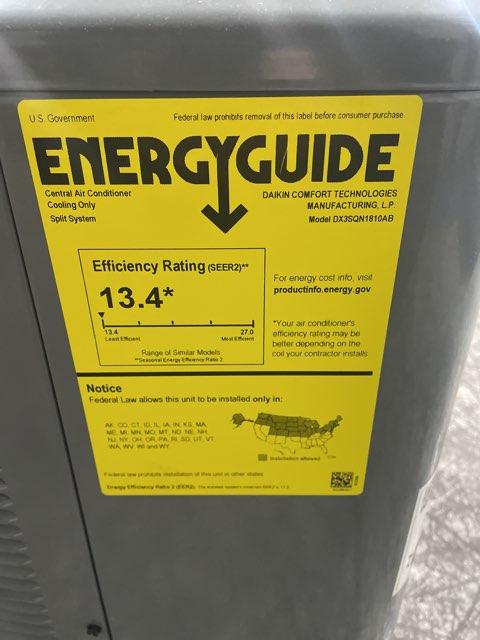 U.S. Government
Federal law prohibits removal of this label before consumer purchase.
ENERGYGUIDE
Central Air Conditioner
Cooling Only
Split System
DAIKIN COMFORT TECHNOLOGIES
MANUFACTURING, L.P.
Model DX3SQN1810AB
Efficiency Rating (SEER2)**
13.4*
13.4
Least Efficient
27.0
Most Efficient
Range of Similar Models
**Seasonal Energy Efficiency Ratio 2
For energy cost info, visit
productinfo.energy.gov
*Your air conditioner's
efficiency rating may be
better depending on the
coil your contractor installs
Notice
Federal Law allows this unit to be installed only in:
AK, CO, CT, ID, IL, IA, IN, KS, MA,
ME, MI, MN, MO, MT, ND, NE, NH,
NJ, NY, OH, OR, PA, RI, SD, UT, VT,
WA, WV, WI and WY.
Installation allowed
Federal law prohibits installation of this unit in other states
Energy Efficiency Ratio 2 (EER2):